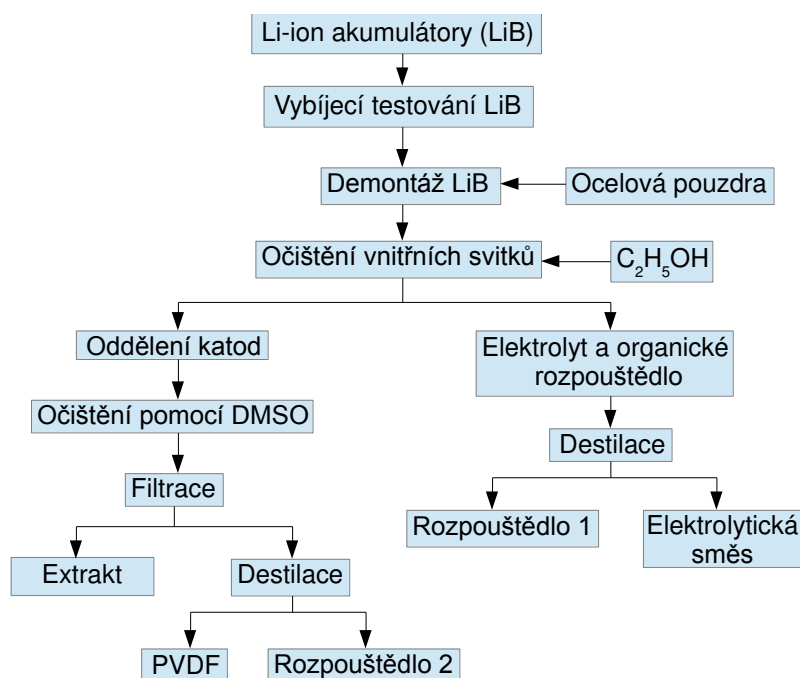 Li-ion akumulátory (LiB)
Vybíjecí testování LiB
Demontáž LiB
Ocelová pouzdra
Očištění vnitřních svitků
C₂H₅OH
Oddělení katod
Elektrolyt a organické
rozpouštědlo
Očištění pomocí DMSO
Destilace
Filtrace
Rozpouštědlo 1
Elektrolytická
směs
Extrakt
Destilace
PVDF
Rozpouštědlo 2